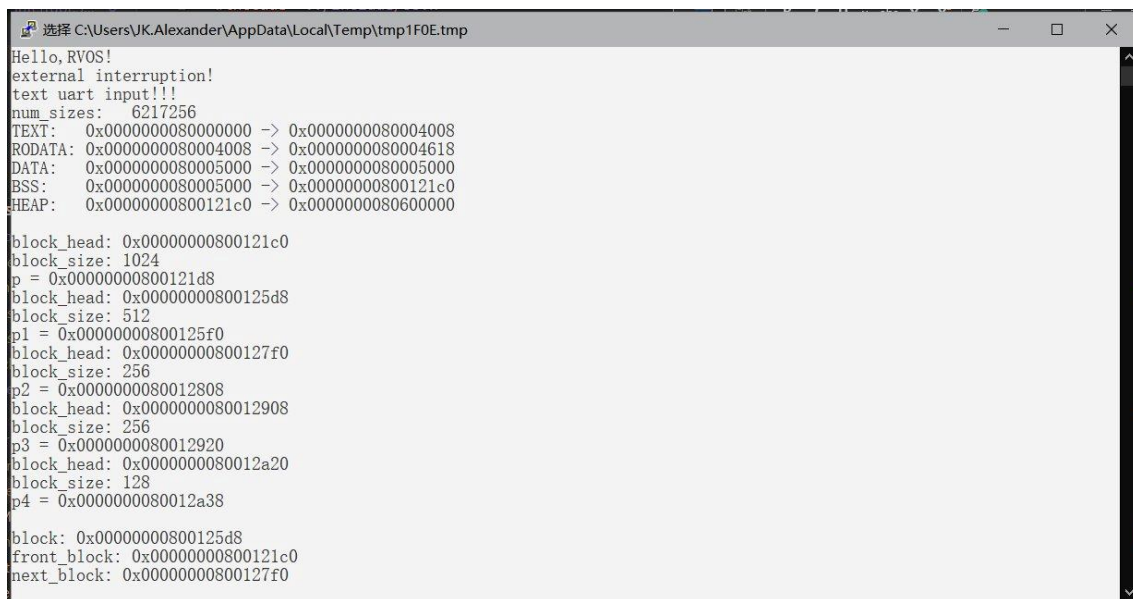 选择 C:\Users\JK.Alexander\AppData\Local\Temp\tmp1F0E.tmp
Hello,RVOS!
external interruption!
text uart input!!!
num_sizes:   6217256
TEXT:   0x0000000080000000 -> 0x0000000080004008
RODATA: 0x0000000080004008 -> 0x0000000080004618
DATA:   0x0000000080005000 -> 0x0000000080005000
BSS:    0x0000000080005000 -> 0x00000000800121c0
HEAP:   0x00000000800121c0 -> 0x0000000080600000
block_head: 0x00000000800121c0
block_size: 1024
p = 0x00000000800121d8
block_head: 0x00000000800125d8
block_size: 512
p1 = 0x00000000800125f0
block_head: 0x00000000800127f0
block_size: 256
p2 = 0x0000000080012808
block_head: 0x0000000080012908
block_size: 256
p3 = 0x0000000080012920
block_head: 0x0000000080012a20
block_size: 128
p4 = 0x0000000080012a38
block: 0x00000000800125d8
front_block: 0x00000000800121c0
next_block: 0x00000000800127f0